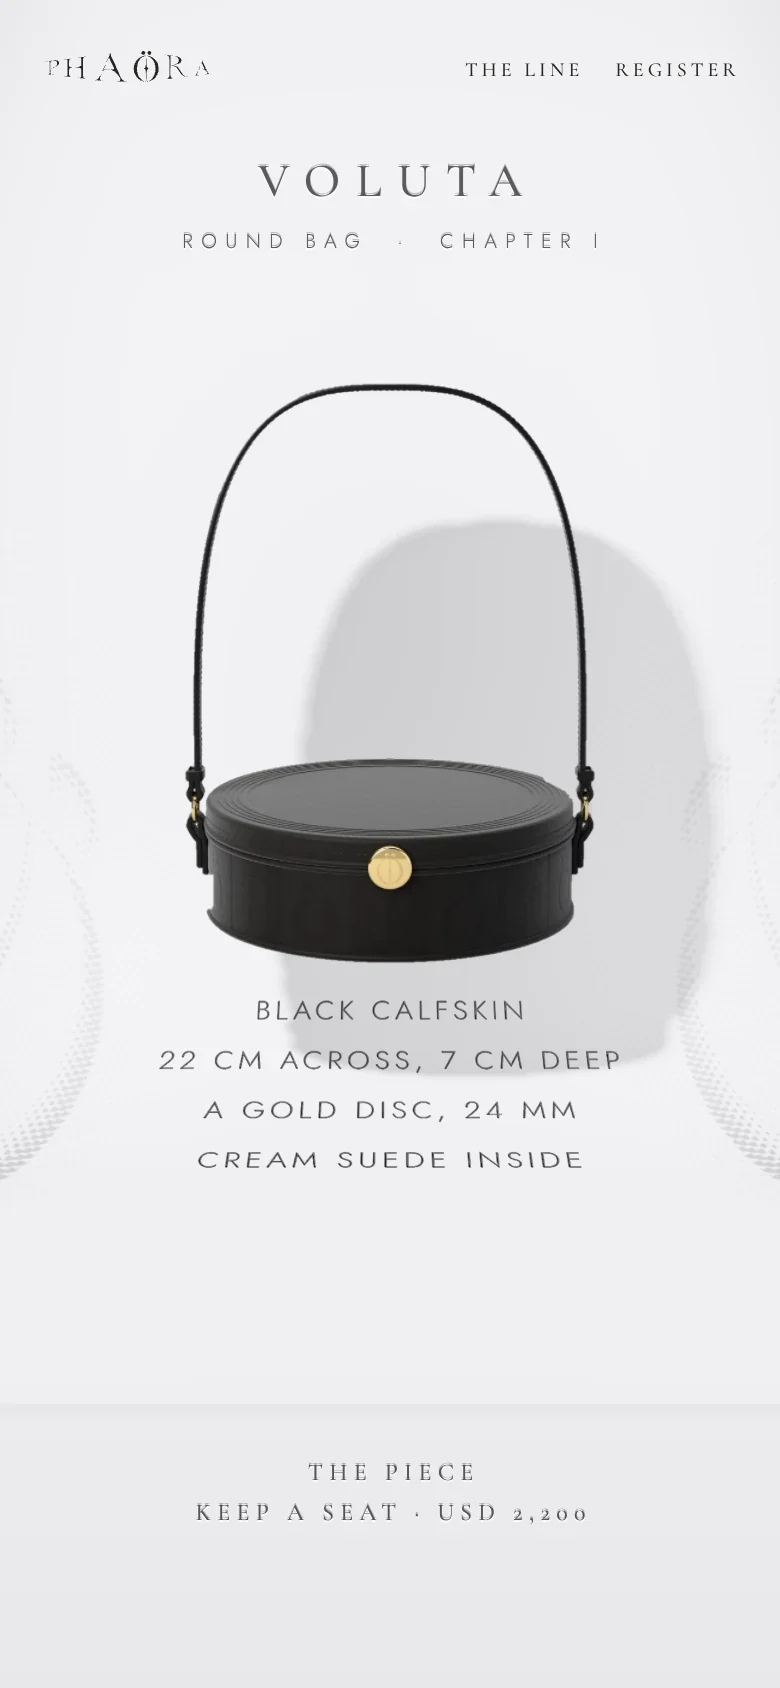 PHAÖRA
THE LINE REGISTER
VOLUTA
ROUND BAG · CHAPTER I
BLACK CALFSKIN
22 CM ACROSS, 7 CM DEEP
A GOLD DISC, 24 MM
CREAM SUEDE INSIDE
THE PIECE
KEEP A SEAT · USD 2,200